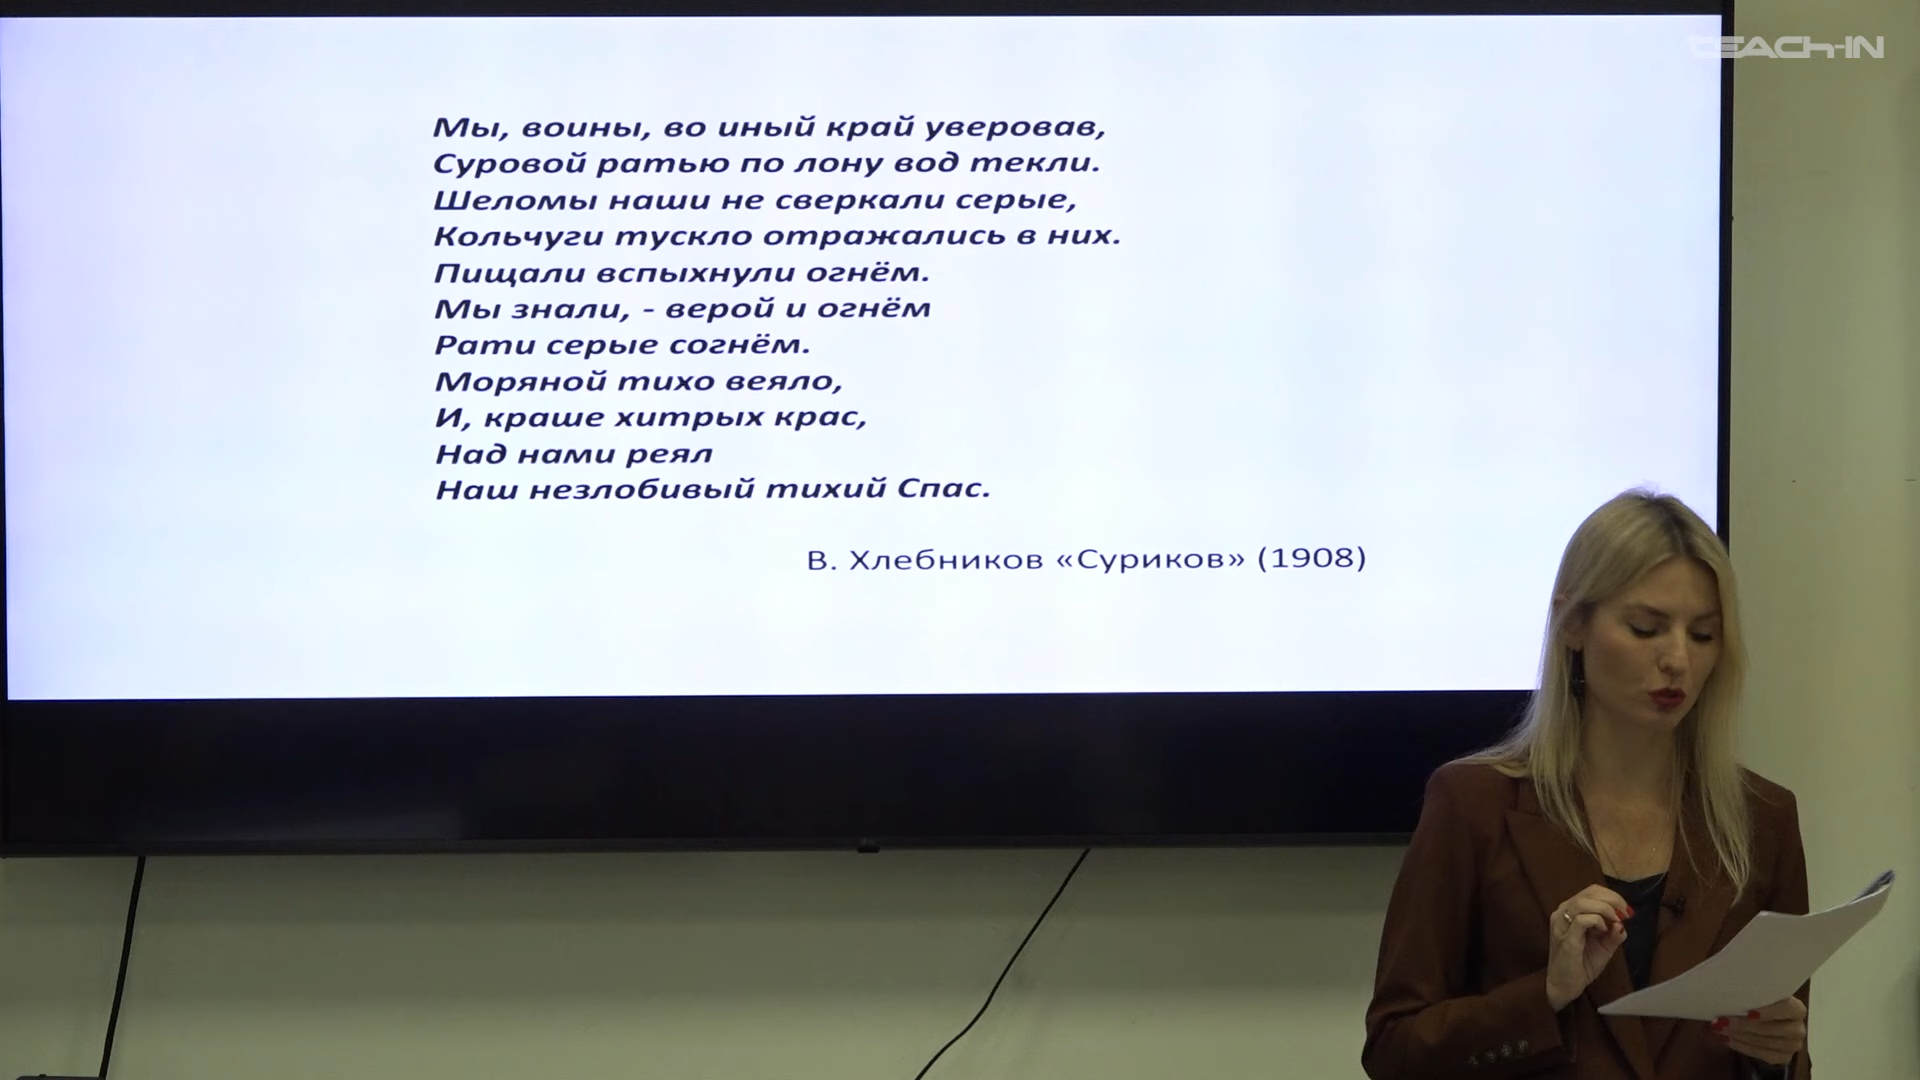 teach-in
Мы, воины, во иный край уверовав,
Суровой ратью по лону вод текли.
Шеломы наши не сверкали серые,
Кольчуги тускло отражались в них.
Пищали вспыхнули огнём.
Мы знали, - верой и огнём
Рати серые согнём.
Моряной тихо веяло,
И, краше хитрых крас,
Над нами реял
Наш незлобивый тихий Спас.
В. Хлебников «Суриков» (1908)